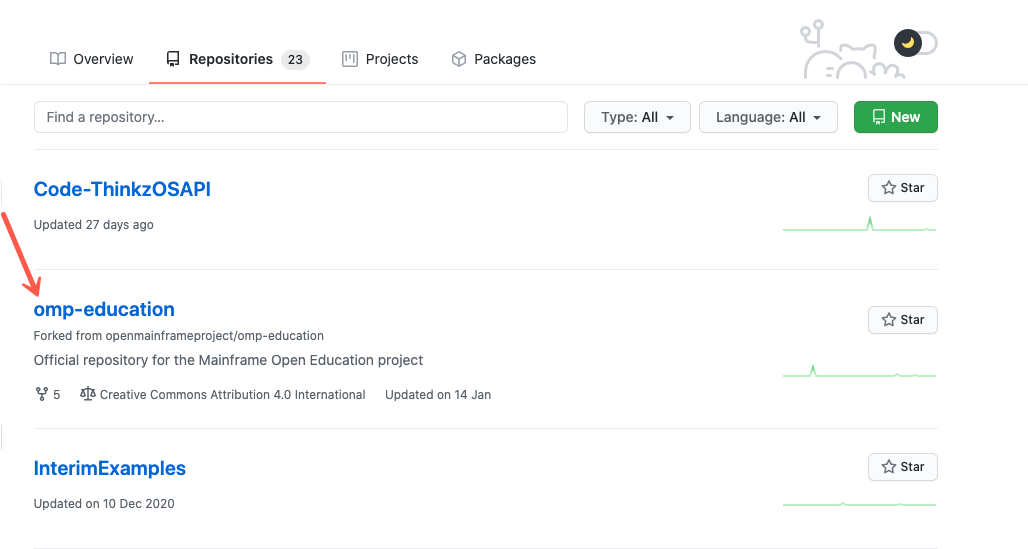 Overview Repositories 23 Projects Packages
Find a repository... Type: All Language: All New
Code-ThinkzOSAPI Star
Updated 27 days ago
omp-education
Star
Forked from openmainframeproject/omp-education
Official repository for the Mainframe Open Education project
5 Creative Commons Attribution 4.0 International Updated on 14 Jan
InterimExamples Star
Updated on 10 Dec 2020